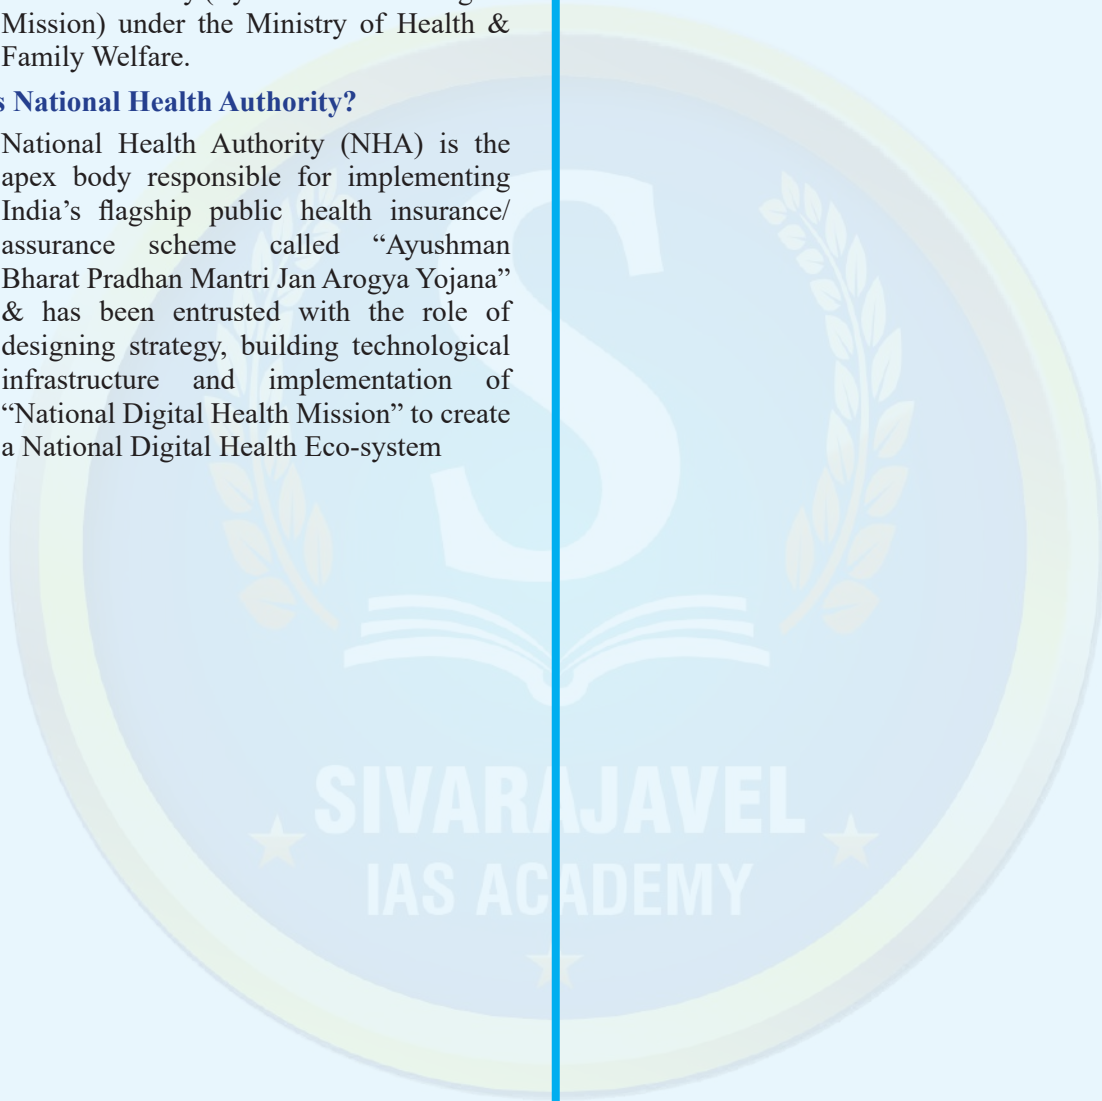 Mission) under the Ministry of Health &
Family Welfare.
s National Health Authority?
National Health Authority (NHA) is the
apex body responsible for implementing
India’s flagship public health insurance/
assurance scheme called “Ayushman
Bharat Pradhan Mantri Jan Arogya Yojana”
& has been entrusted with the role of
designing strategy, building technological
infrastructure and implementation of
“National Digital Health Mission” to create
a National Digital Health Eco-system
S
SIVARAJAVEL
IAS ACADEMY